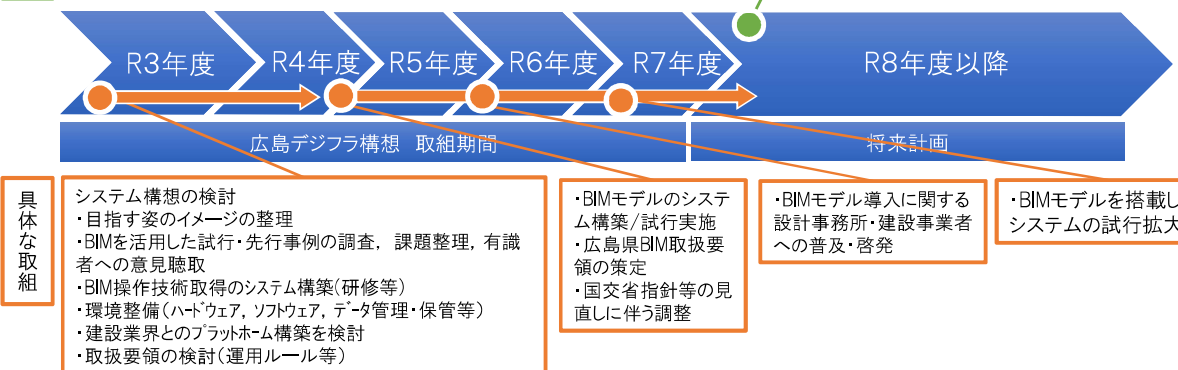 R3年度
R4年度
R5年度
R6年度
R7年度
R8年度以降
広島デジフラ構想 取組期間
将来計画
具体な取組
システム構想の検討
・目指す姿のイメージの整理
・BIMを活用した試行・先行事例の調査, 課題整理, 有識
者への意見聴取
・BIM操作技術取得のシステム構築(研修等)
・環境整備(ﾊｰﾄﾞｳｪｱ, ｿﾌﾄｳｪｱ, ﾃﾞｰﾀ管理・保管等)
・建設業界とのﾌﾟﾗｯﾄﾎｰﾑ構築を検討
・取扱要領の検討(運用ルール等)
・BIMモデルのシステ
ム構築/試行実施
・広島県BIM取扱要
領の策定
・国交省指針等の見
直しに伴う調整
・BIMモデル導入に関する
設計事務所・建設事業者
への普及・啓発
・BIMモデルを搭載し
システムの試行拡大